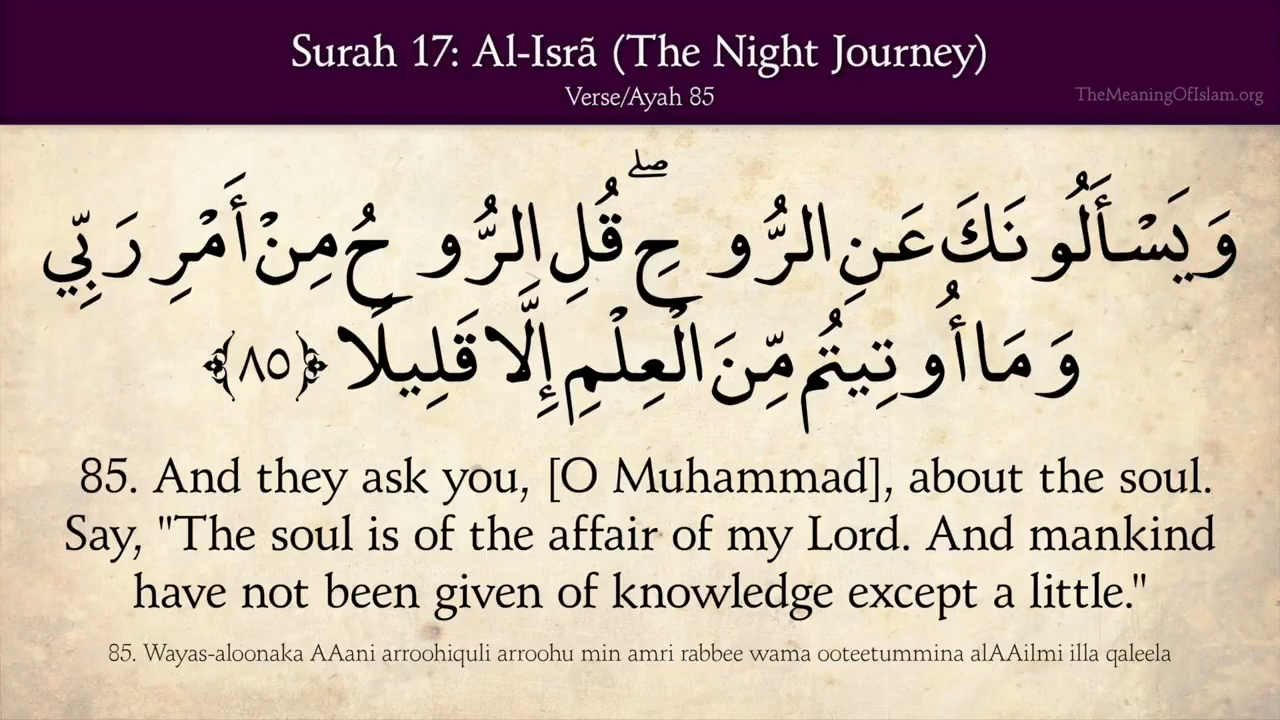 Surah 17: Al-Isrã (The Night Journey)
Verse/Ayah 85
TheMeaningOfIslam.org
وَيَسْأَلُونَكَ عَنِ الرُّوحِ ۖ قُلِ الرُّوحُ مِنْ أَمْرِ رَبِّي
وَمَا أُوتِيتُم مِّنَ الْعِلْمِ إِلَّا قَلِيلًا ﴿٨٥﴾
85. And they ask you, [O Muhammad], about the soul.
Say, "The soul is of the affair of my Lord. And mankind
have not been given of knowledge except a little."
85. Wayas-aloonaka AAani arroohiquli arroohu min amri rabbee wama ooteetummina alAAilmi illa qaleela